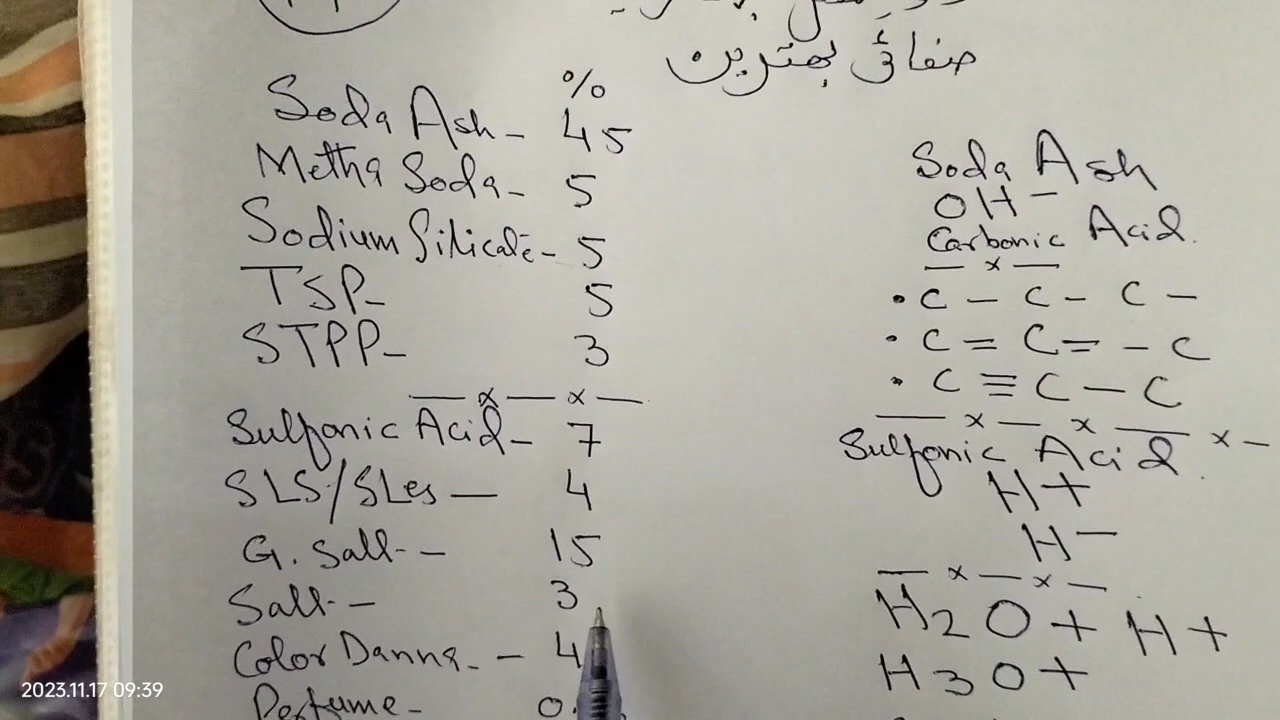 صفائی بہترین
%
Soda Ash - 45
Metha Soda - 5
Sodium Silicate - 5
TSP - 5
STPP - 3
— x — x —
Sulfonic Acid - 7
SLS/SLes — 4
G. Salt - - 15
Salt - 3
Color Danna - - 4
Perfume - 0.
Soda Ash
OH -
Carbonic Acid.
— x —
• C - C - C -
• C = C = - C
• C ≡ C - C
— x — x — x -
Sulfonic Acid
H+
H -
— x — x —
H2O + H+
H3O+
2023.11.17 09:39